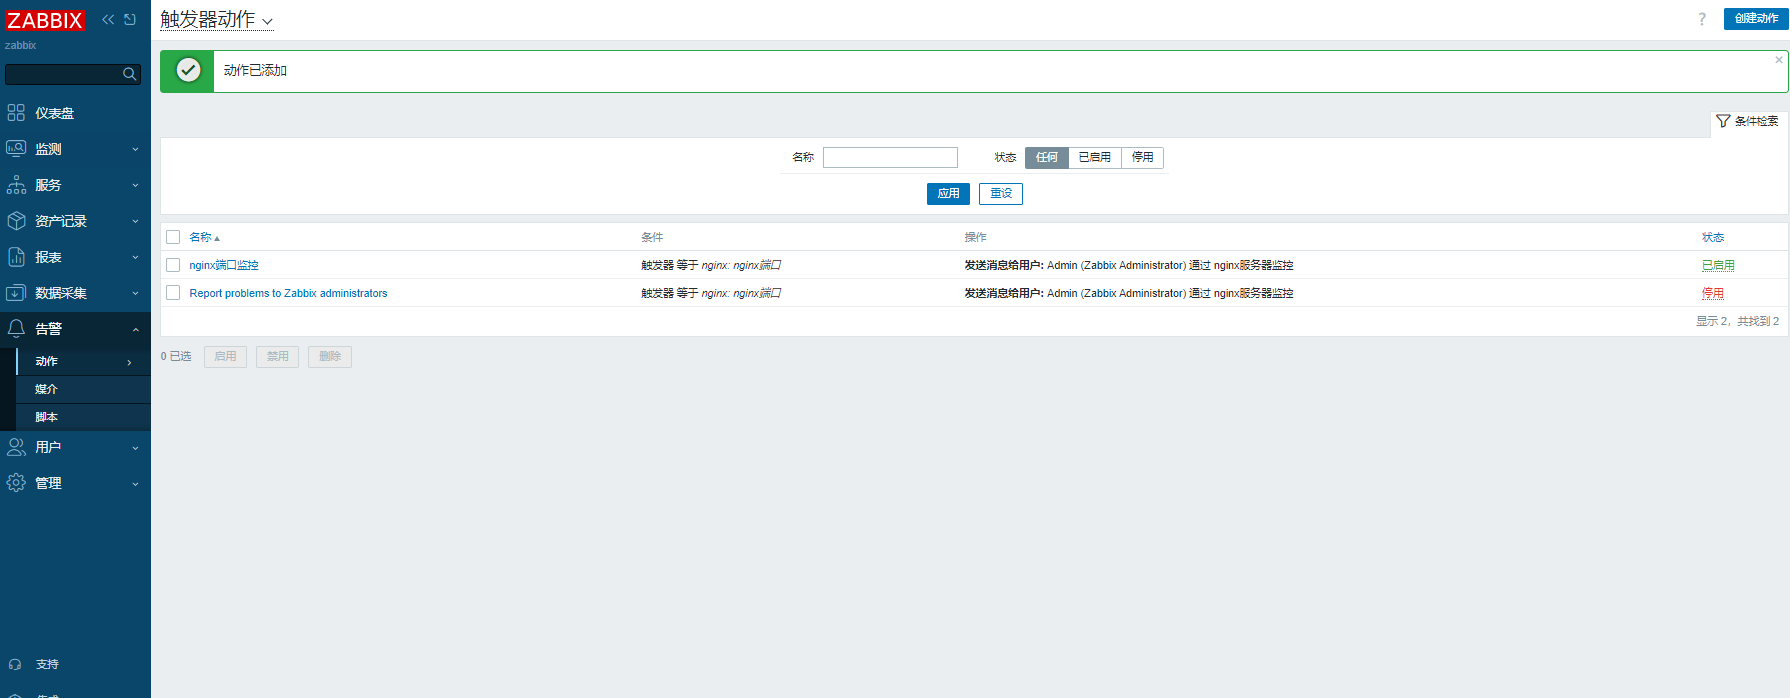 ZABBIX
zabbix
仪表盘
监测
服务
资产记录
报表
数据采集
告警
动作
媒介
脚本
用户
管理
支持
触发器动作
?
创建动作
动作已添加
条件检索
名称 状态 任何 已启用 停用
应用 重设
名称 条件 操作 状态
nginx端口监控 触发器 等于 nginx: nginx端口 发送消息给用户: Admin (Zabbix Administrator) 通过 nginx服务器监控 已启用
Report problems to Zabbix administrators 触发器 等于 nginx: nginx端口 发送消息给用户: Admin (Zabbix Administrator) 通过 nginx服务器监控 停用
显示 2，共找到 2
0 已选 启用 禁用 删除